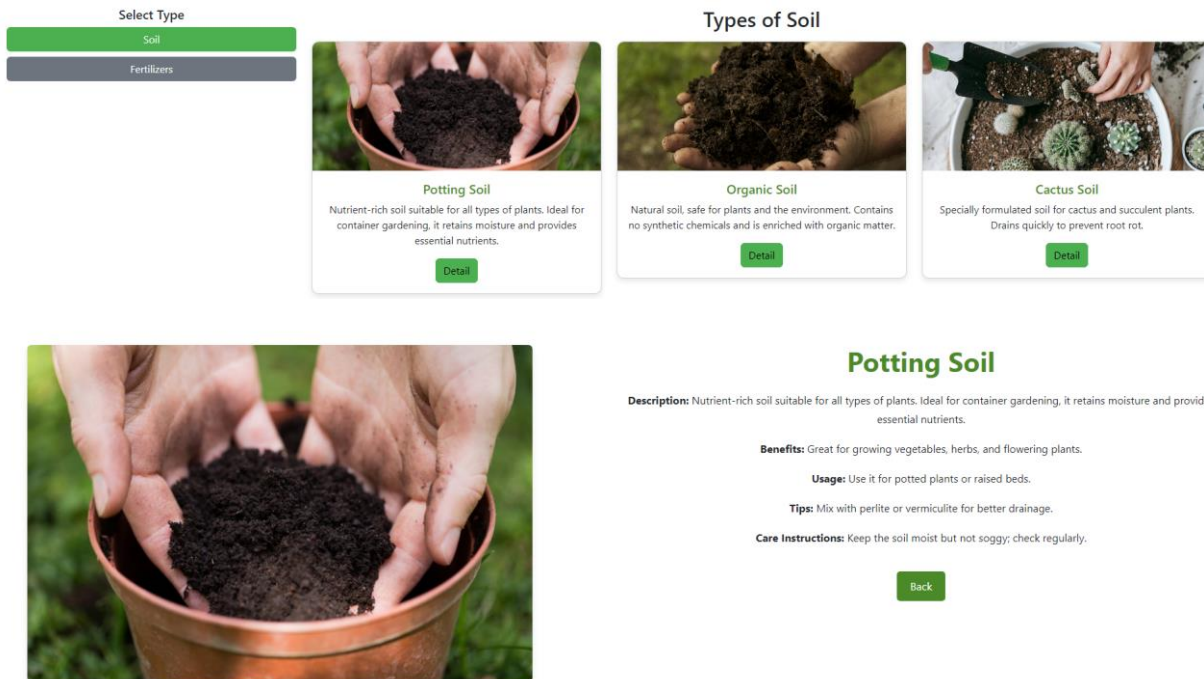 Select Type
Soil
Fertilizers
Types of Soil
Potting Soil
Nutrient-rich soil suitable for all types of plants. Ideal for
container gardening, it retains moisture and provides
essential nutrients.
Detail
Organic Soil
Natural soil, safe for plants and the environment. Contains
no synthetic chemicals and is enriched with organic matter.
Detail
Cactus Soil
Specially formulated soil for cactus and succulent plants.
Drains quickly to prevent root rot.
Detail
Potting Soil
Description: Nutrient-rich soil suitable for all types of plants. Ideal for container gardening, it retains moisture and provid
essential nutrients.
Benefits: Great for growing vegetables, herbs, and flowering plants.
Usage: Use it for potted plants or raised beds.
Tips: Mix with perlite or vermiculite for better drainage.
Care Instructions: Keep the soil moist but not soggy; check regularly.
Back